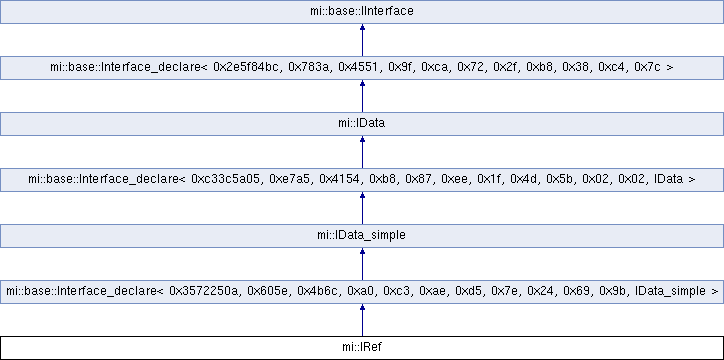 mi::base::IInterface
mi::base::Interface_declare< 0x2e5f84bc, 0x783a, 0x4551, 0x9f, 0xca, 0x72, 0x2f, 0xb8, 0x38, 0xc4, 0x7c >
mi::IData
mi::base::Interface_declare< 0xc33c5a05, 0xe7a5, 0x4154, 0xb8, 0x87, 0xee, 0x1f, 0x4d, 0x5b, 0x02, 0x02, IData >
mi::IData_simple
mi::base::Interface_declare< 0x3572250a, 0x605e, 0x4b6c, 0xa0, 0xc3, 0xae, 0xd5, 0x7e, 0x24, 0x69, 0x9b, IData_simple >
mi::IRef